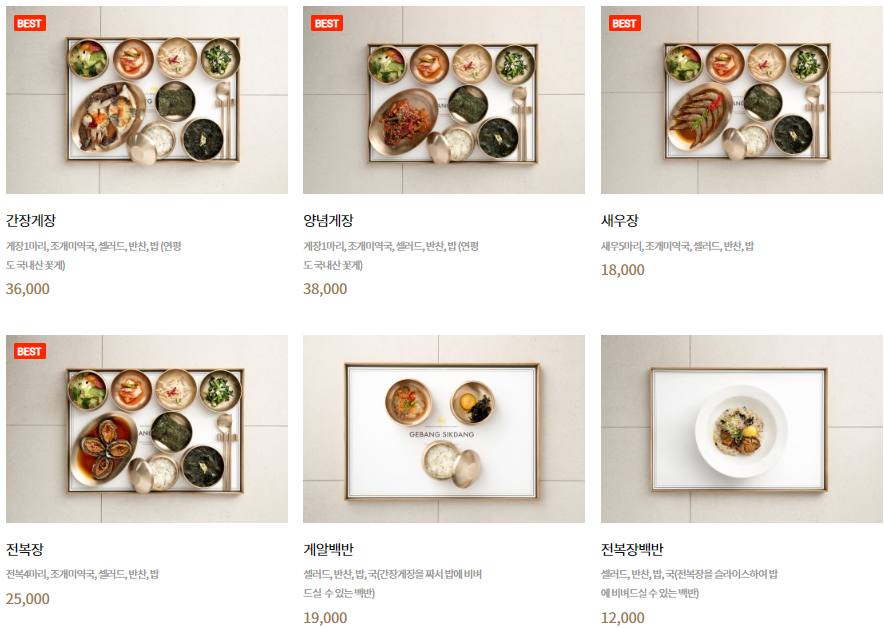 BEST
BEST
BEST
간장게장
양념게장
새우장
게장1마리, 조개미역국, 샐러드, 반찬, 밥 (연평
도 국내산 꽃게)
36,000
게장1마리, 조개미역국, 샐러드, 반찬, 밥 (연평
도 국내산 꽃게)
38,000
새우5마리, 조개미역국, 샐러드, 반찬, 밥
18,000
BEST
GEBANG SIKDANG
전복장
전복4마리, 조개미역국, 샐러드, 반찬, 밥
25,000
게알백반
샐러드, 반찬, 밥, 국(간장게장을 짜서 밥에 비벼
드실 수 있는 백반)
19,000
전복장백반
샐러드, 반찬, 밥, 국(전복장을 슬라이스하여 밥
에 비벼드실 수 있는 백반)
12,000